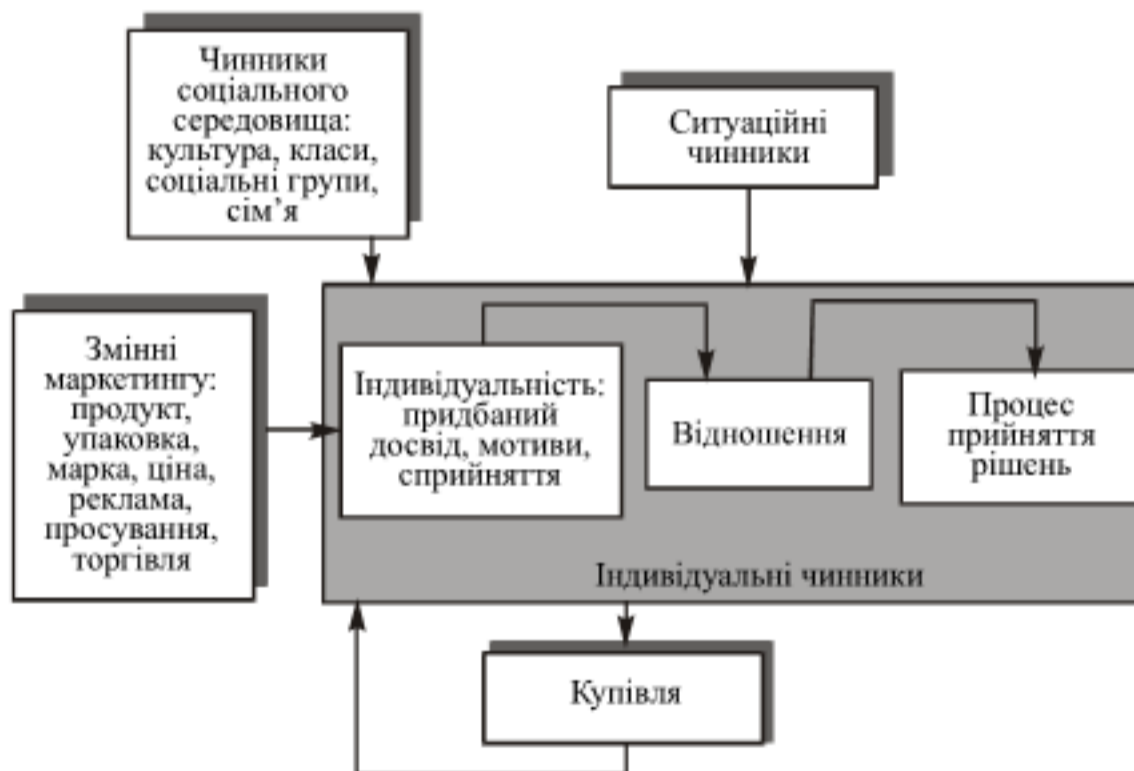 Чинники
соціального
середовища:
культура, класи,
соціальні групи,
сім’я
Ситуаційні
чинники
Змінні
маркетингу:
продукт,
упаковка,
марка, ціна,
реклама,
просування,
торгівля
Індивідуальність:
придбаний
досвід, мотиви,
сприйняття
Відношення
Процес
прийняття
рішень
Індивідуальні чинники
Купівля